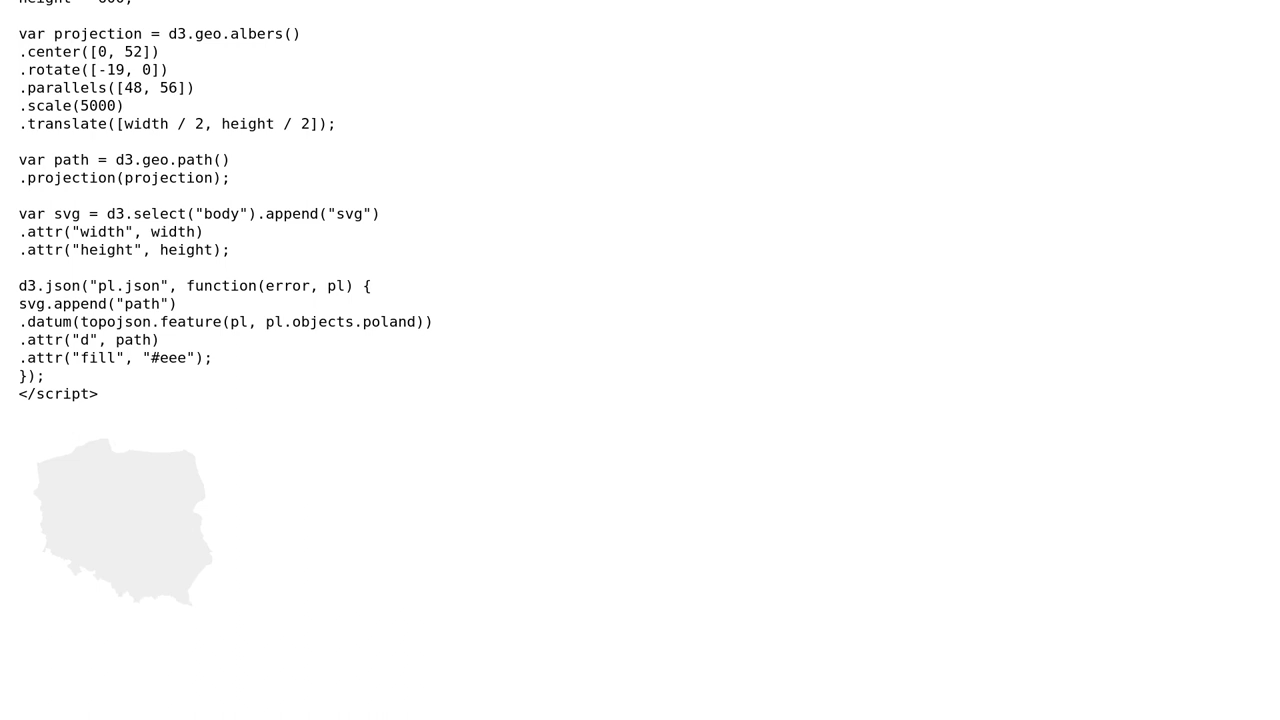 height = 600;
var projection = d3.geo.albers()
.center([0, 52])
.rotate([-19, 0])
.parallels([48, 56])
.scale(5000)
.translate([width / 2, height / 2]);
var path = d3.geo.path()
.projection(projection);
var svg = d3.select("body").append("svg")
.attr("width", width)
.attr("height", height);
d3.json("pl.json", function(error, pl) {
svg.append("path")
.datum(topojson.feature(pl, pl.objects.poland))
.attr("d", path)
.attr("fill", "#eee");
});
</script>